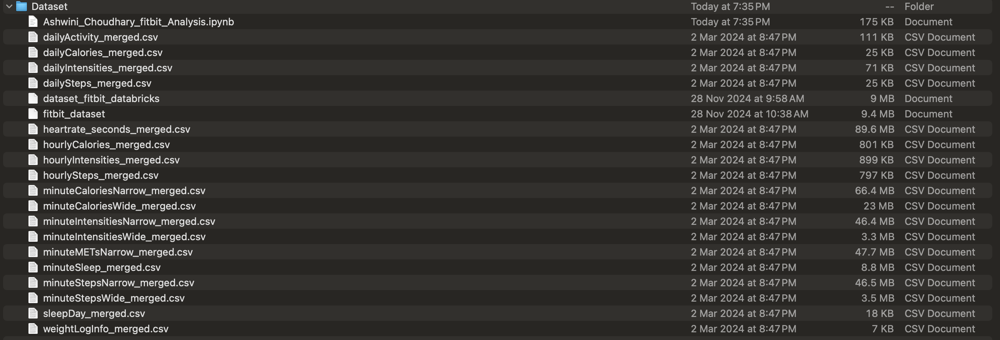 Dataset Today at 7:35 PM -- Folder
Ashwini_Choudhary_fitbit_Analysis.ipynb Today at 7:35 PM 175 KB Document
dailyActivity_merged.csv 2 Mar 2024 at 8:47 PM 111 KB CSV Document
dailyCalories_merged.csv 2 Mar 2024 at 8:47 PM 25 KB CSV Document
dailyIntensities_merged.csv 2 Mar 2024 at 8:47 PM 71 KB CSV Document
dailySteps_merged.csv 2 Mar 2024 at 8:47 PM 25 KB CSV Document
dataset_fitbit_databricks 28 Nov 2024 at 9:58 AM 9 MB Document
fitbit_dataset 28 Nov 2024 at 10:38 AM 9.4 MB Document
heartrate_seconds_merged.csv 2 Mar 2024 at 8:47 PM 89.6 MB CSV Document
hourlyCalories_merged.csv 2 Mar 2024 at 8:47 PM 801 KB CSV Document
hourlyIntensities_merged.csv 2 Mar 2024 at 8:47 PM 899 KB CSV Document
hourlySteps_merged.csv 2 Mar 2024 at 8:47 PM 797 KB CSV Document
minuteCaloriesNarrow_merged.csv 2 Mar 2024 at 8:47 PM 66.4 MB CSV Document
minuteCaloriesWide_merged.csv 2 Mar 2024 at 8:47 PM 23 MB CSV Document
minuteIntensitiesNarrow_merged.csv 2 Mar 2024 at 8:47 PM 46.4 MB CSV Document
minuteIntensitiesWide_merged.csv 2 Mar 2024 at 8:47 PM 3.3 MB CSV Document
minuteMETsNarrow_merged.csv 2 Mar 2024 at 8:47 PM 47.7 MB CSV Document
minuteSleep_merged.csv 2 Mar 2024 at 8:47 PM 8.8 MB CSV Document
minuteStepsNarrow_merged.csv 2 Mar 2024 at 8:47 PM 46.5 MB CSV Document
minuteStepsWide_merged.csv 2 Mar 2024 at 8:47 PM 3.5 MB CSV Document
sleepDay_merged.csv 2 Mar 2024 at 8:47 PM 18 KB CSV Document
weightLogInfo_merged.csv 2 Mar 2024 at 8:47 PM 7 KB CSV Document